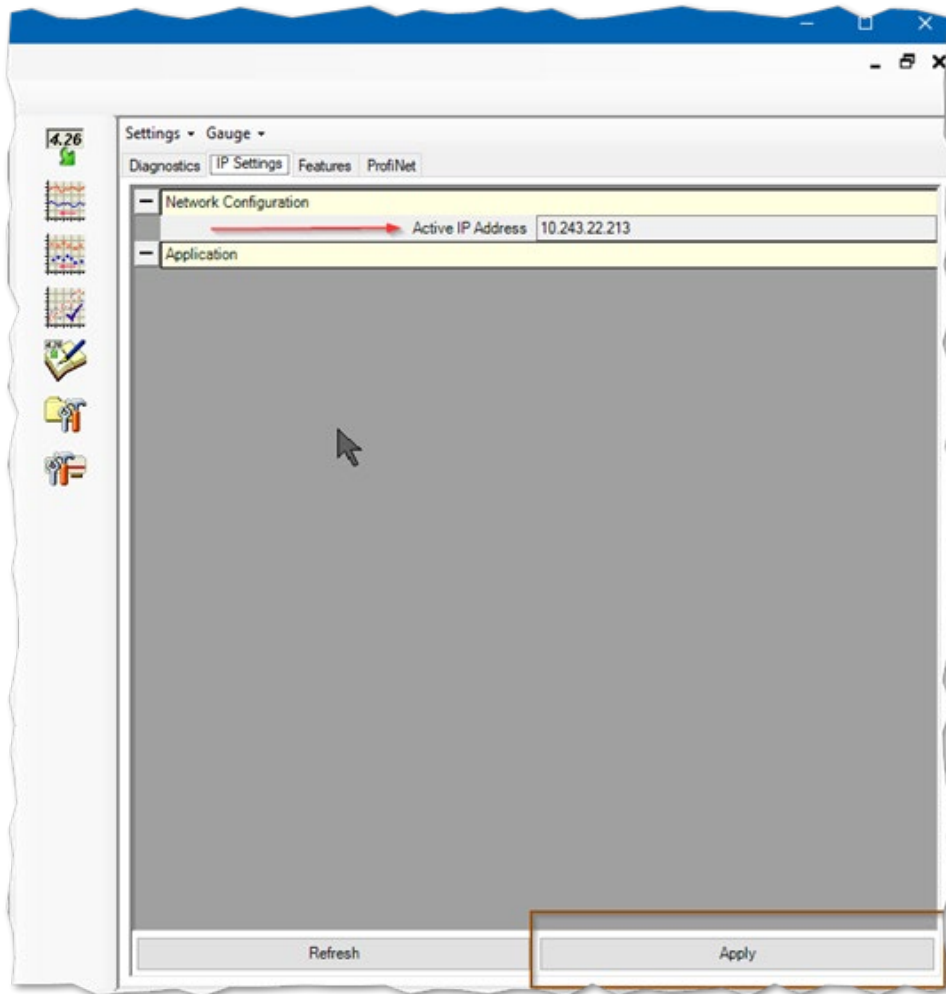 4.26
Settings Gauge
Diagnostics IP Settings Features ProfiNet
Network Configuration
Active IP Address 10.243.22.213
Application
Refresh Apply